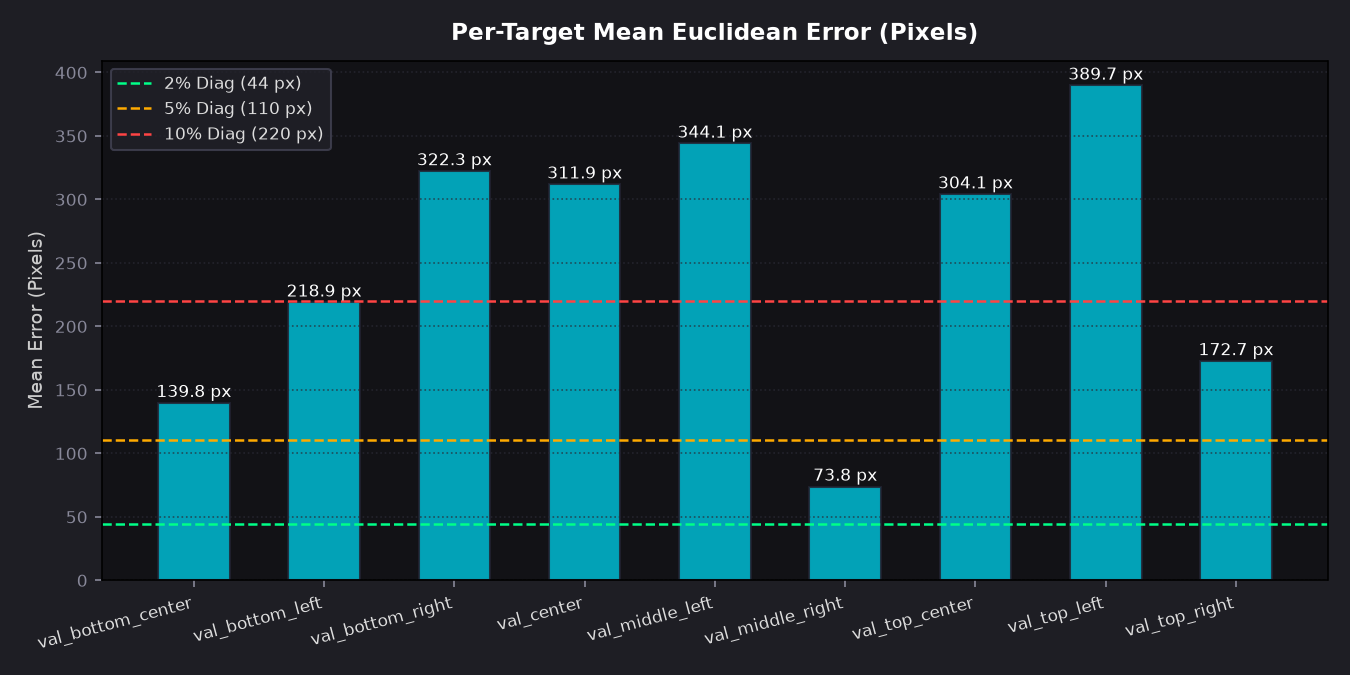 Per-Target Mean Euclidean Error (Pixels)
2% Diag (44 px)
5% Diag (110 px)
10% Diag (220 px)
Mean Error (Pixels)
400
350
300
250
200
150
100
50
0
139.8 px
218.9 px
322.3 px
311.9 px
344.1 px
73.8 px
304.1 px
389.7 px
172.7 px
val_bottom_center
val_bottom_left
val_bottom_right
val_center
val_middle_left
val_middle_right
val_top_center
val_top_left
val_top_right